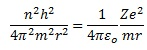 n²h² / 4π²m²r² = 1 / 4πε₀ Ze² / mr